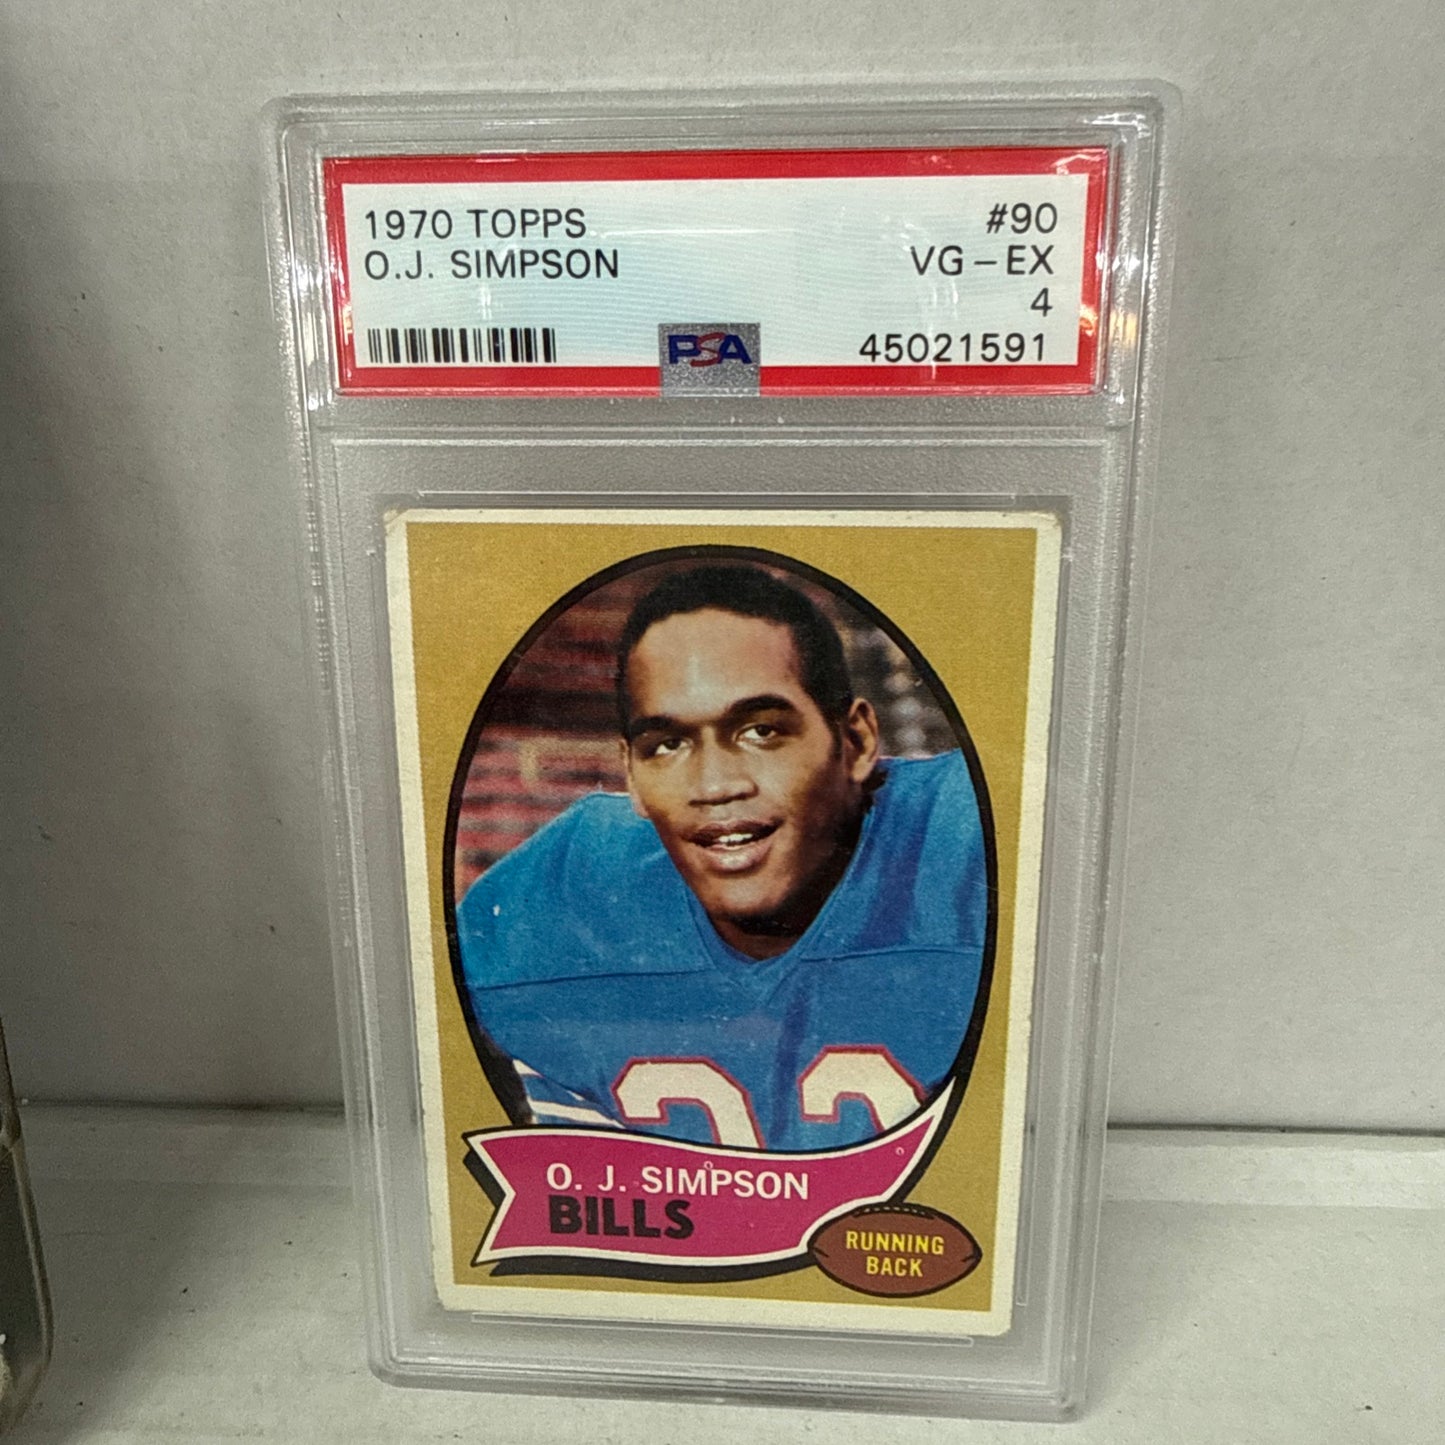 1970 TOPPS #90
O.J. SIMPSON VG-EX
4
PSA 45021591
O. J. SIMPSON
BILLS
RUNNING
BACK